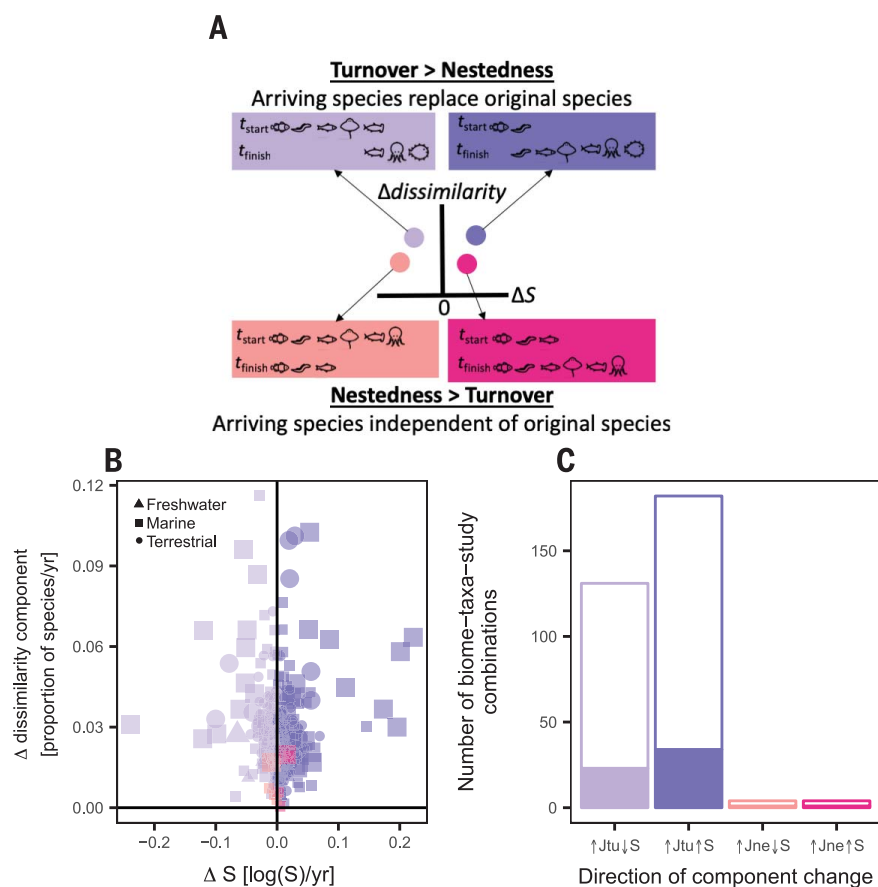 A
Turnover > Nestedness
Arriving species replace original species
tstart
tfinish
tstart
tfinish
Δdissimilarity
ΔS
0
tstart
tfinish
tstart
tfinish
Nestedness > Turnover
Arriving species independent of original species
B
Δ dissimilarity component
[proportion of species/yr]
0.12
0.09
0.06
0.03
0.00
Freshwater
Marine
Terrestrial
−0.2
−0.1
0.0
0.1
0.2
Δ S [log(S)/yr]
C
Number of biome−taxa−study
combinations
150
100
50
0
↑Jtu↓S
↑Jtu↑S
↑Jne↓S
↑Jne↑S
Direction of component change